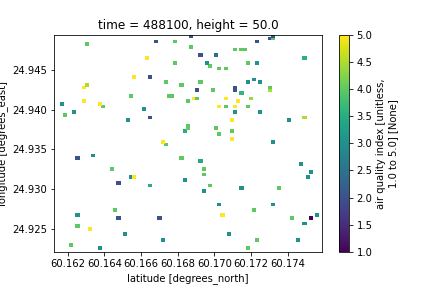 time = 488100, height = 50.0
24.945
24.940
24.935
24.930
24.925
longitude [degrees_east]
60.162 60.164 60.166 60.168 60.170 60.172 60.174
latitude [degrees_north]
5.0
4.5
4.0
3.5
3.0
2.5
2.0
1.5
1.0
air quality index [unitless,
1.0 to 5.0] [None]